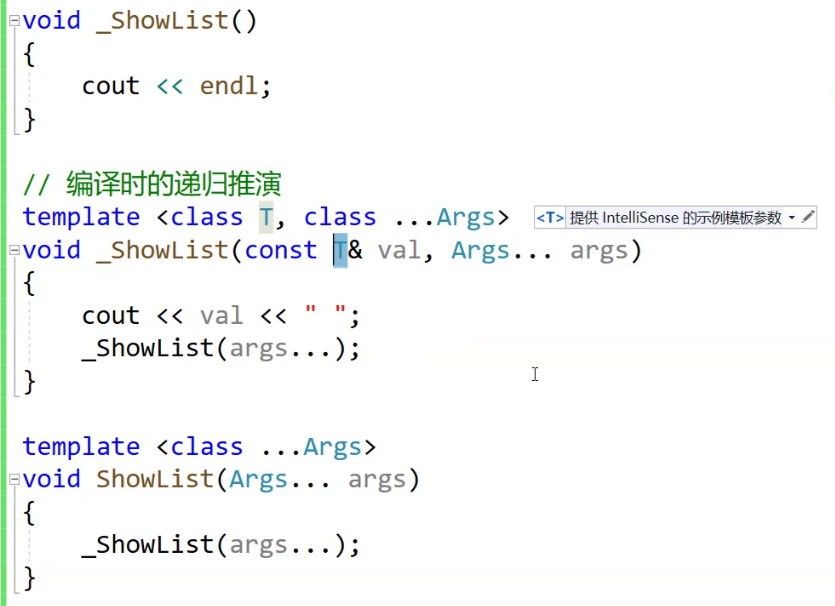 void _ShowList()
{
    cout << endl;
}
// 编译时的递归推演
template <class T, class ...Args> <T> 提供 IntelliSense 的示例模板参数
void _ShowList(const T& val, Args... args)
{
    cout << val << " ";
    _ShowList(args...);
}
template <class ...Args>
void ShowList(Args... args)
{
    _ShowList(args...);
}